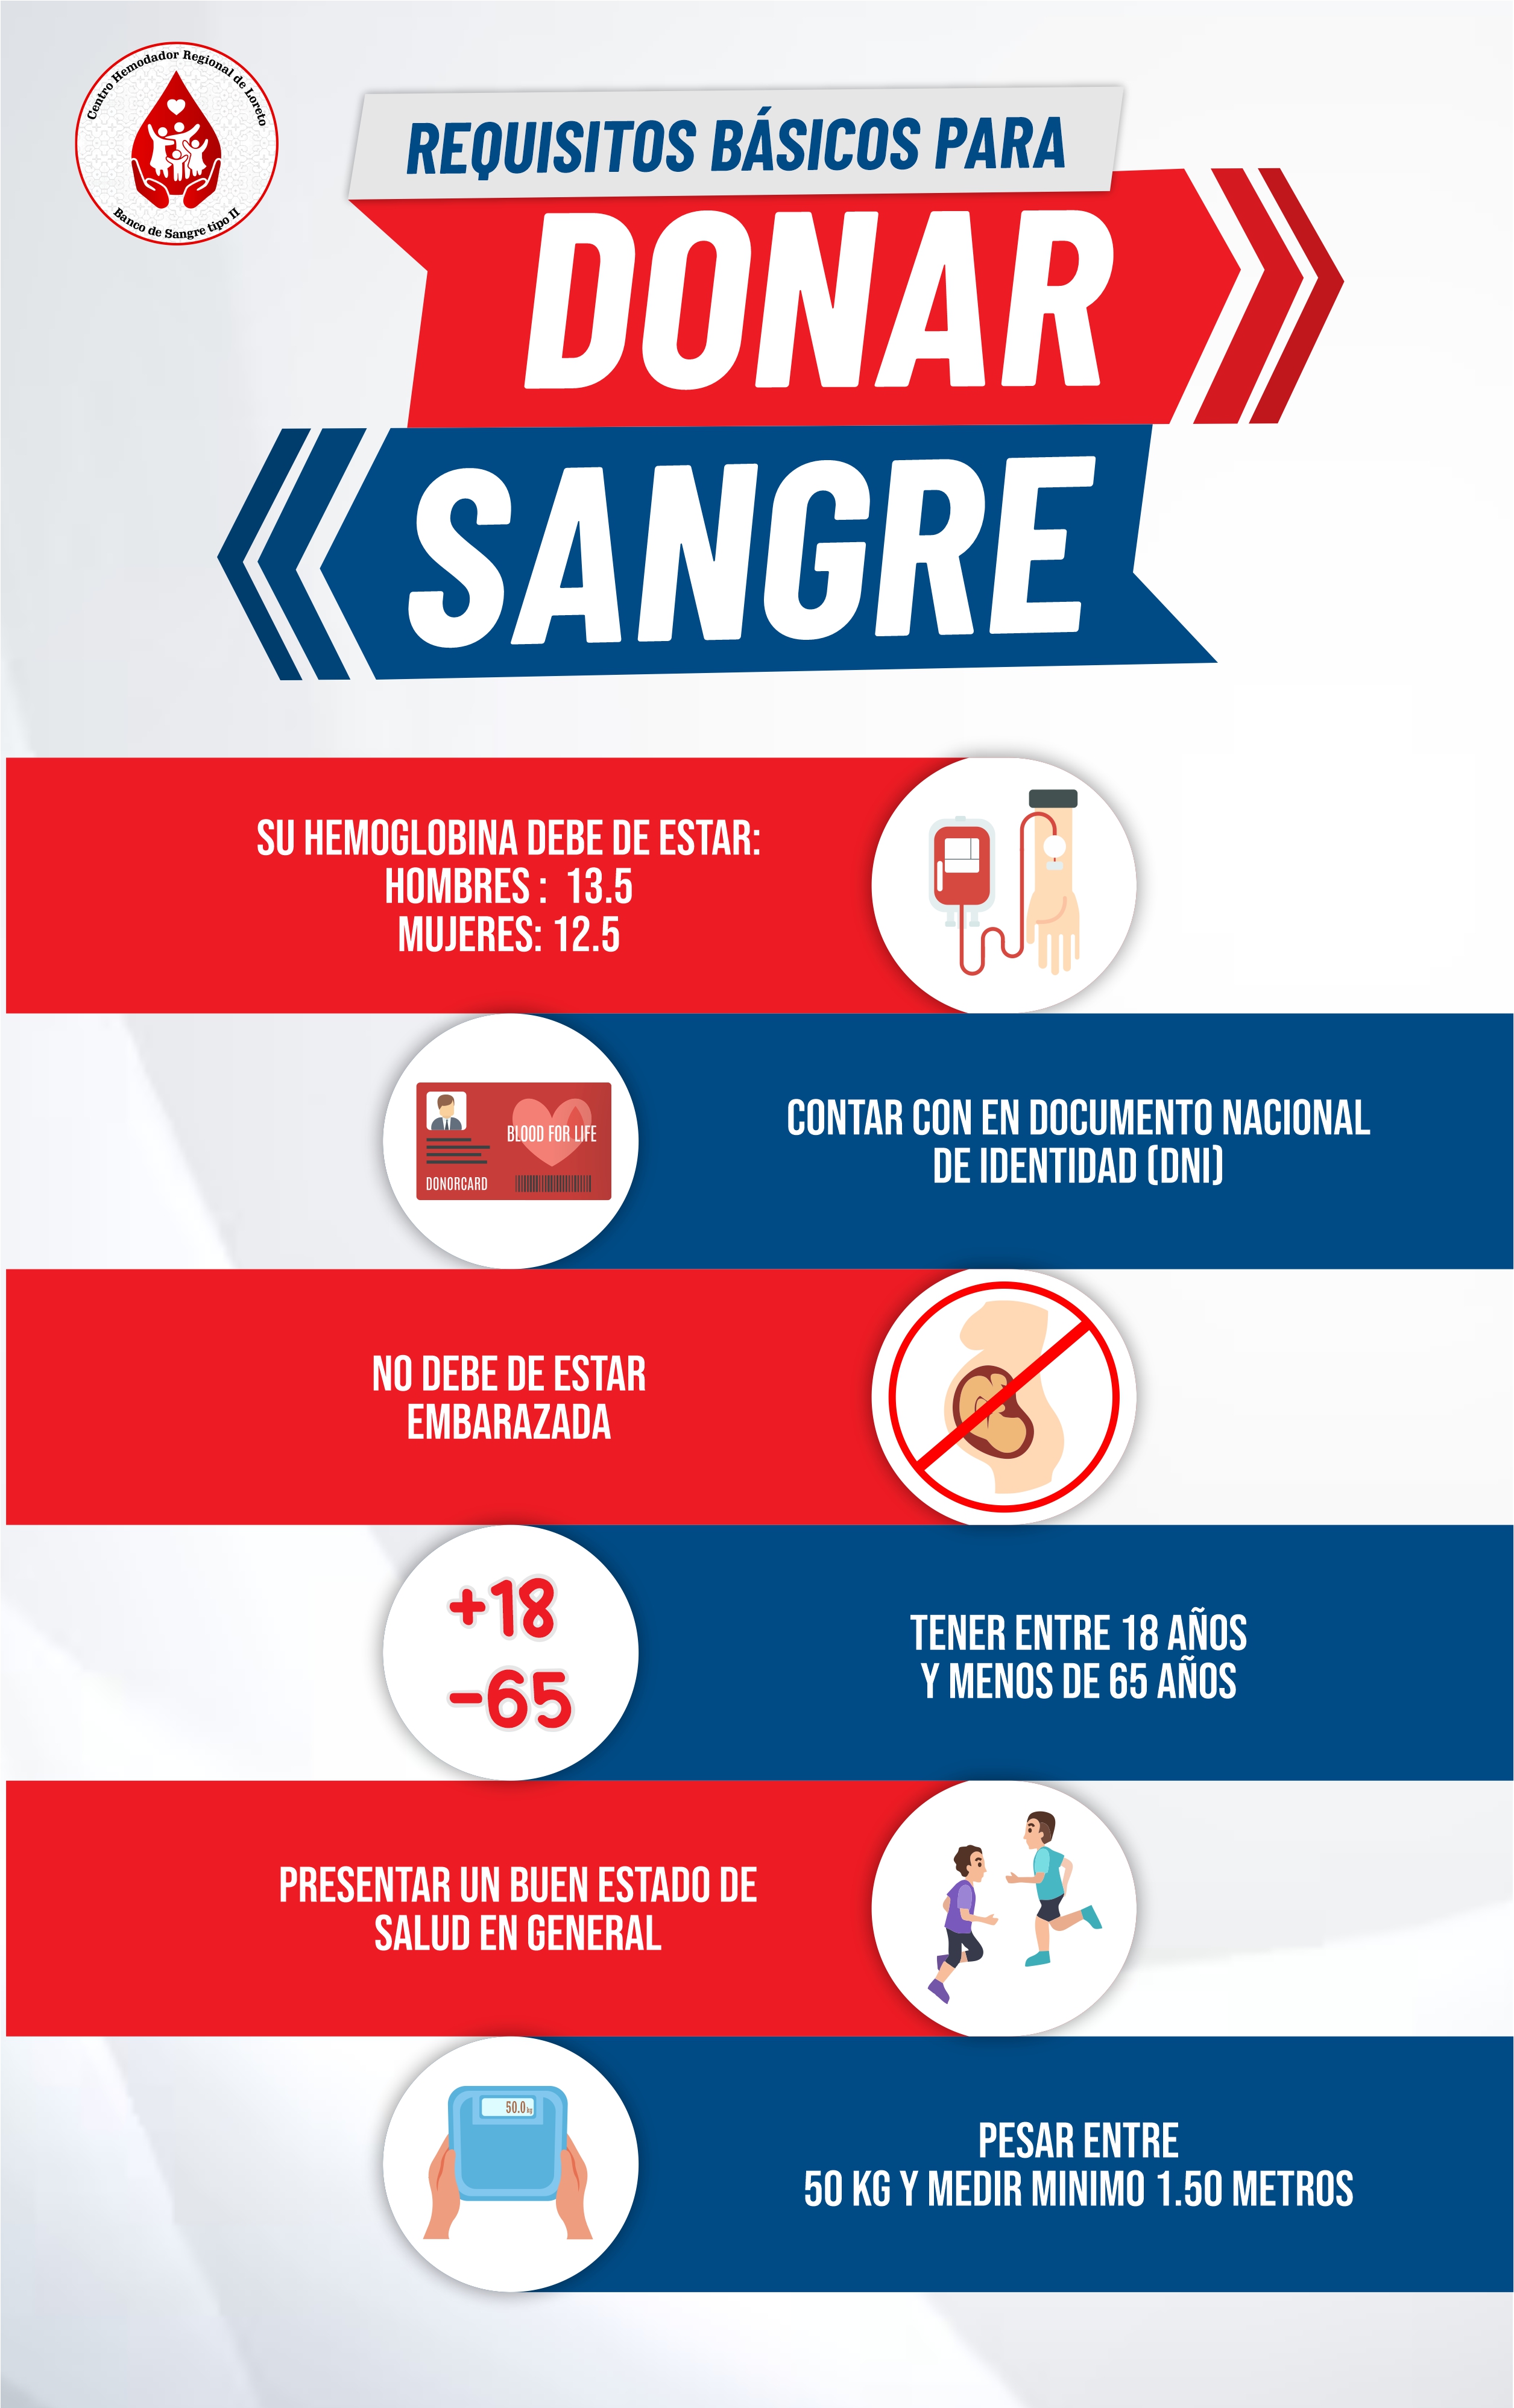 Centro Hemodador Regional de Loreto
Banco de Sangre tipo II
REQUISITOS BÁSICOS PARA
DONAR
SANGRE
SU HEMOGLOBINA DEBE DE ESTAR:
HOMBRES : 13.5
MUJERES: 12.5
BLOOD FOR LIFE
DONORCARD
CONTAR CON EN DOCUMENTO NACIONAL
DE IDENTIDAD (DNI)
NO DEBE DE ESTAR
EMBARAZADA
+18
-65
TENER ENTRE 18 AÑOS
Y MENOS DE 65 AÑOS
PRESENTAR UN BUEN ESTADO DE
SALUD EN GENERAL
50.0 kg
PESAR ENTRE
50 KG Y MEDIR MINIMO 1.50 METROS